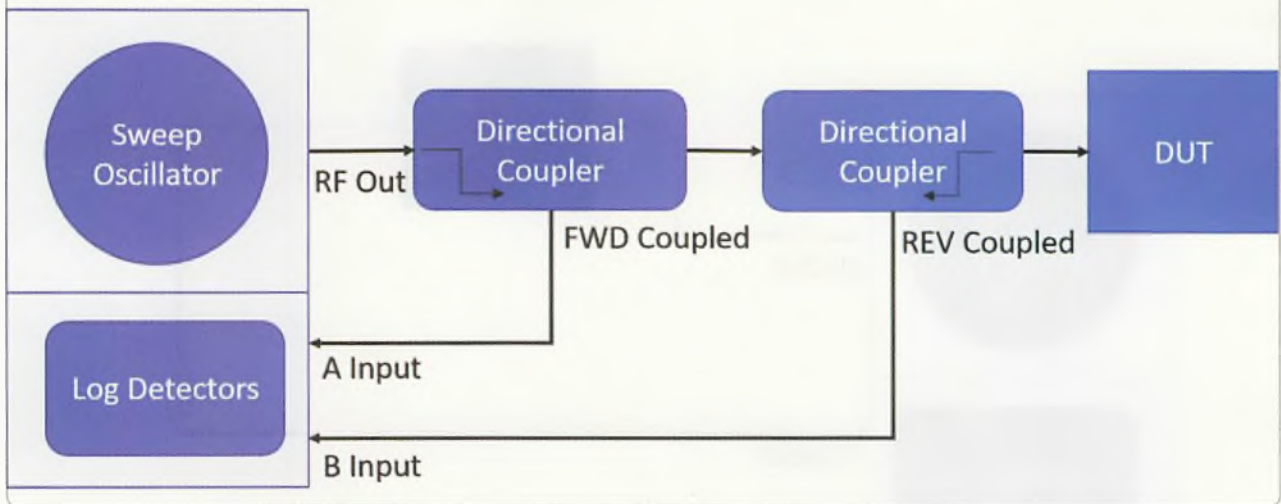 Sweep
Oscillator
RF Out
Directional
Coupler
Directional
Coupler
DUT
FWD Coupled
REV Coupled
Log Detectors
A Input
B Input